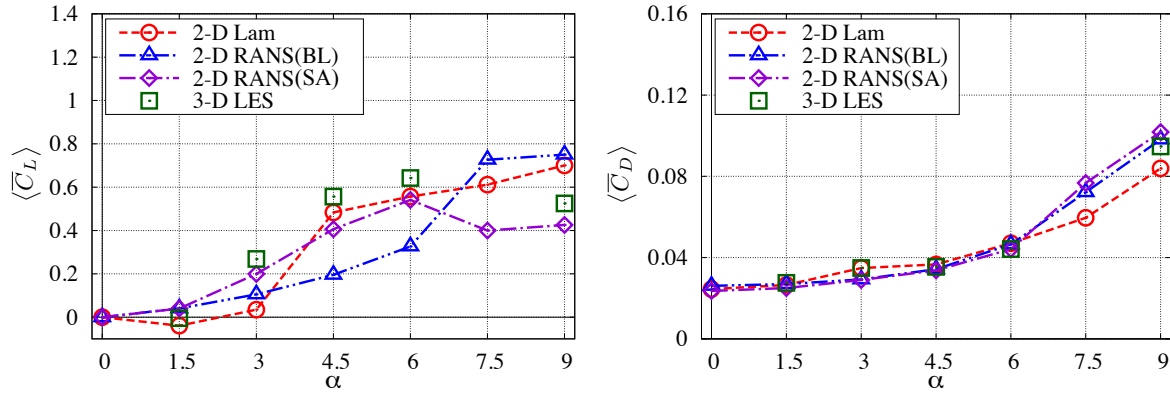 1.4
1.2
1
0.8
0.6
0.4
0.2
0
⟨C̅_L⟩
2-D Lam
2-D RANS(BL)
2-D RANS(SA)
3-D LES
0 1.5 3 4.5 6 7.5 9
α
0.16
0.12
0.08
0.04
0
⟨C̅_D⟩
2-D Lam
2-D RANS(BL)
2-D RANS(SA)
3-D LES
0 1.5 3 4.5 6 7.5 9
α